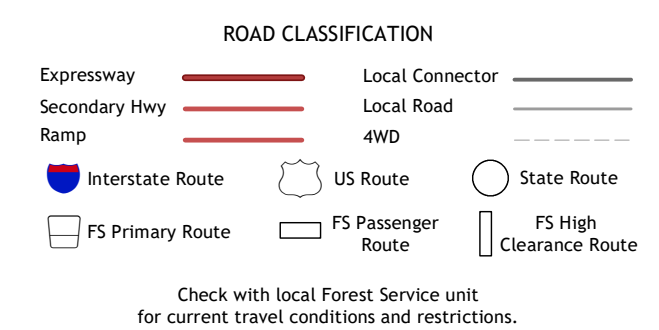 ROAD CLASSIFICATION
Expressway
Local Connector
Secondary Hwy
Local Road
Ramp
4WD
Interstate Route
US Route
State Route
FS Primary Route
FS Passenger
Route
FS High
Clearance Route
Check with local Forest Service unit
for current travel conditions and restrictions.